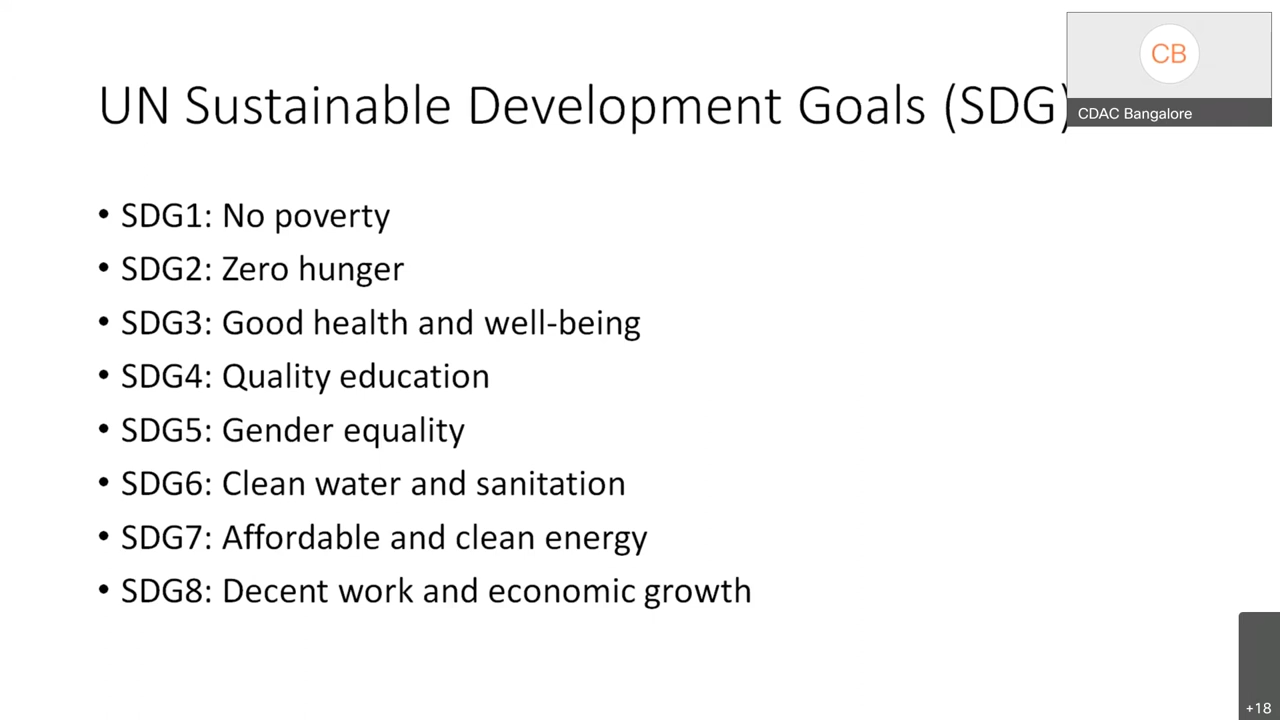 CB
CDAC Bangalore
UN Sustainable Development Goals (SDG)
• SDG1: No poverty
• SDG2: Zero hunger
• SDG3: Good health and well-being
• SDG4: Quality education
• SDG5: Gender equality
• SDG6: Clean water and sanitation
• SDG7: Affordable and clean energy
• SDG8: Decent work and economic growth
+18